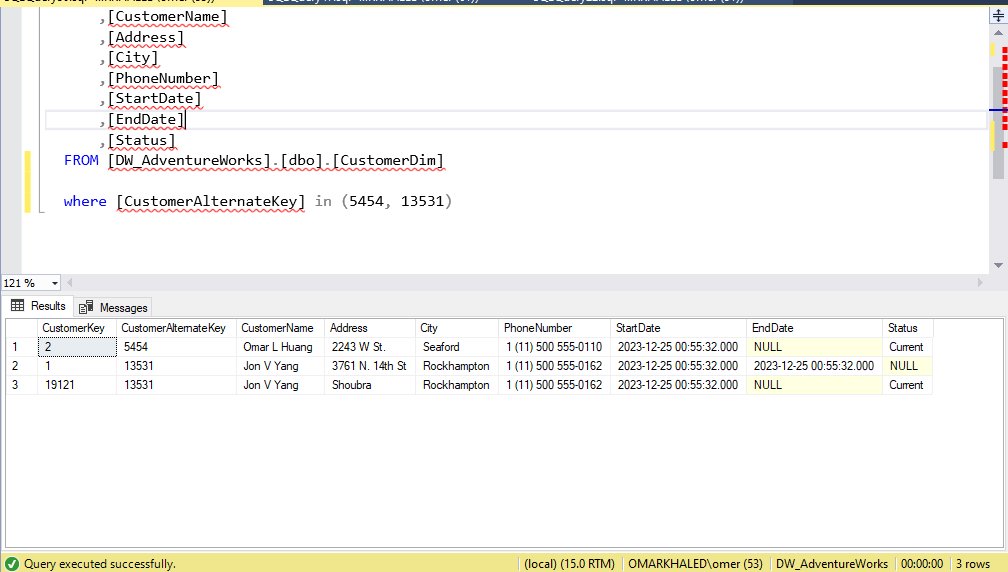 ,[CustomerName]
,[Address]
,[City]
,[PhoneNumber]
,[StartDate]
,[EndDate]
,[Status]
FROM [DW_AdventureWorks].[dbo].[CustomerDim]
where [CustomerAlternateKey] in (5454, 13531)
121 %
Results Messages
CustomerKey CustomerAlternateKey CustomerName Address City PhoneNumber StartDate EndDate Status
1 2 5454 Omar L Huang 2243 W St. Seaford 1 (11) 500 555-0110 2023-12-25 00:55:32.000 NULL Current
2 1 13531 Jon V Yang 3761 N. 14th St Rockhampton 1 (11) 500 555-0162 2023-12-25 00:55:32.000 2023-12-25 00:55:32.000 NULL
3 19121 13531 Jon V Yang Shoubra Rockhampton 1 (11) 500 555-0162 2023-12-25 00:55:32.000 NULL Current
Query executed successfully. (local) (15.0 RTM) OMARKHALED\omer (53) DW_AdventureWorks 00:00:00 3 rows